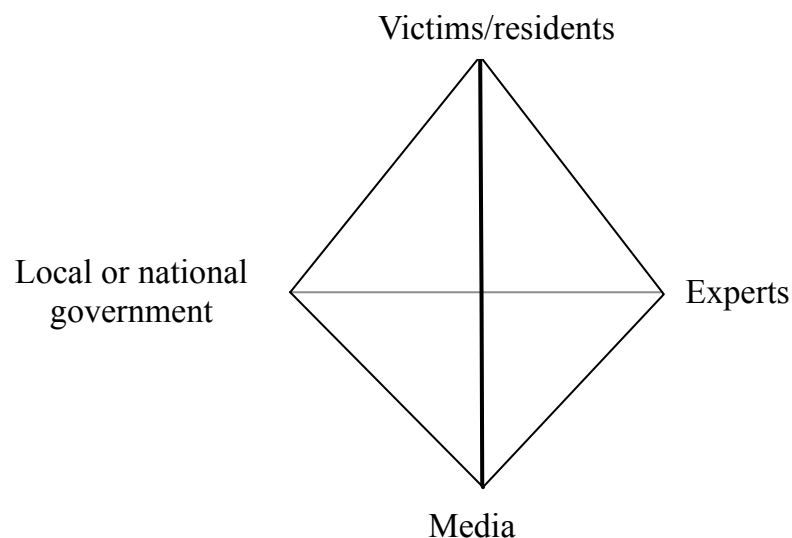 Victims/residents
Local or national
government
Experts
Media